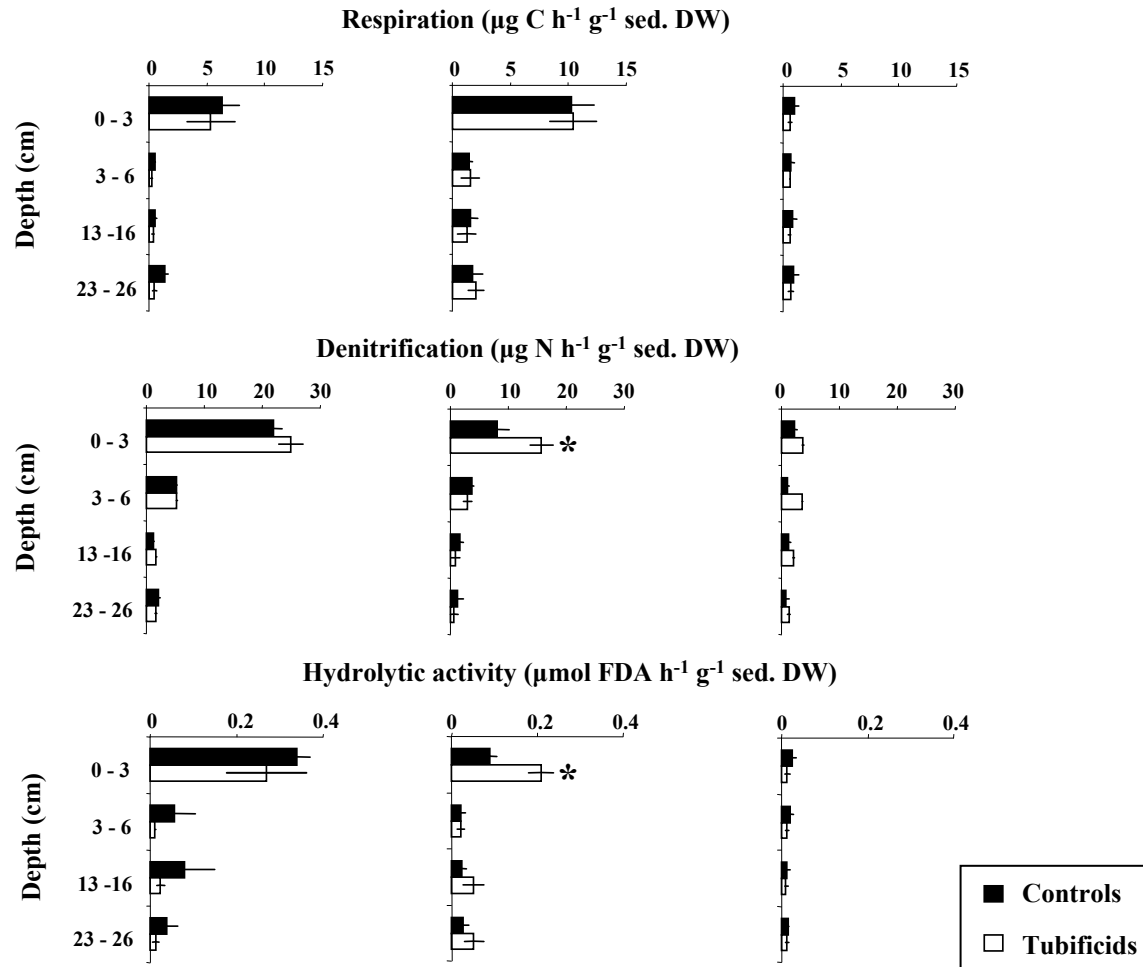 Respiration (µg C h⁻¹ g⁻¹ sed. DW)
0 5 10 15 0 5 10 15 0 5 10 15
Depth (cm)
0 - 3
3 - 6
13 -16
23 - 26
Denitrification (µg N h⁻¹ g⁻¹ sed. DW)
0 10 20 30 0 10 20 30 0 10 20 30
Depth (cm)
0 - 3 *
3 - 6
13 -16
23 - 26
Hydrolytic activity (µmol FDA h⁻¹ g⁻¹ sed. DW)
0 0.2 0.4 0 0.2 0.4 0 0.2 0.4
Depth (cm)
0 - 3 *
3 - 6
13 -16
23 - 26
Controls
Tubificids